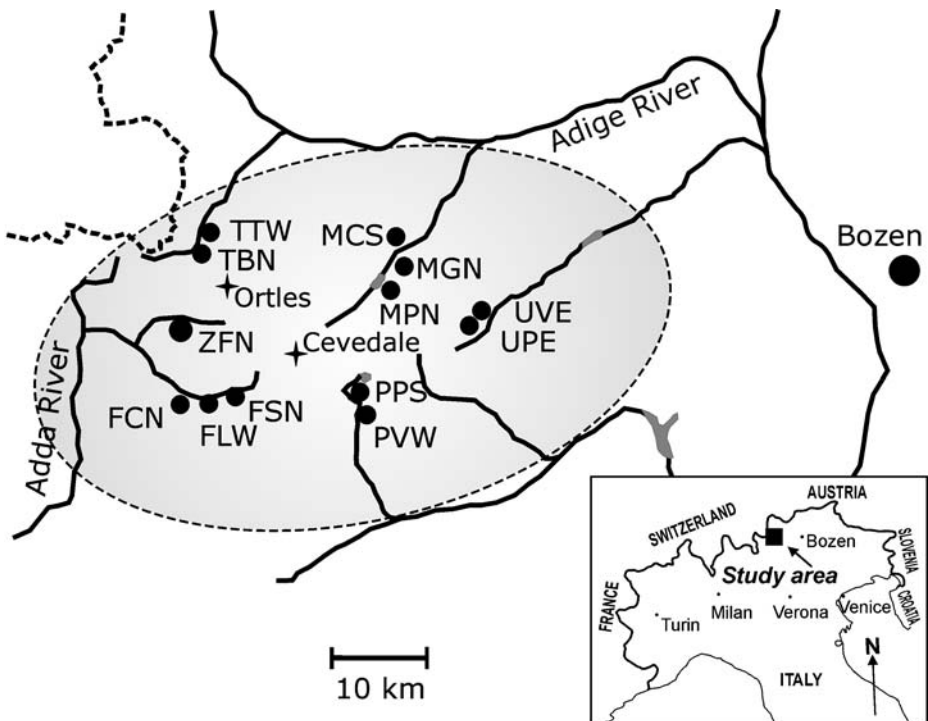 Adige River
Bozen
TTW
TBN
MCS
MGN
MPN
Ortles
UVE
UPE
ZFN
Cevedale
PPS
PVW
FCN
FSN
FLW
Adda River
10 km
AUSTRIA
SWITZERLAND
SLOVENIA
Bozen
Study area
CROATIA
FRANCE
Milan
Verona
Venice
Turin
N
ITALY